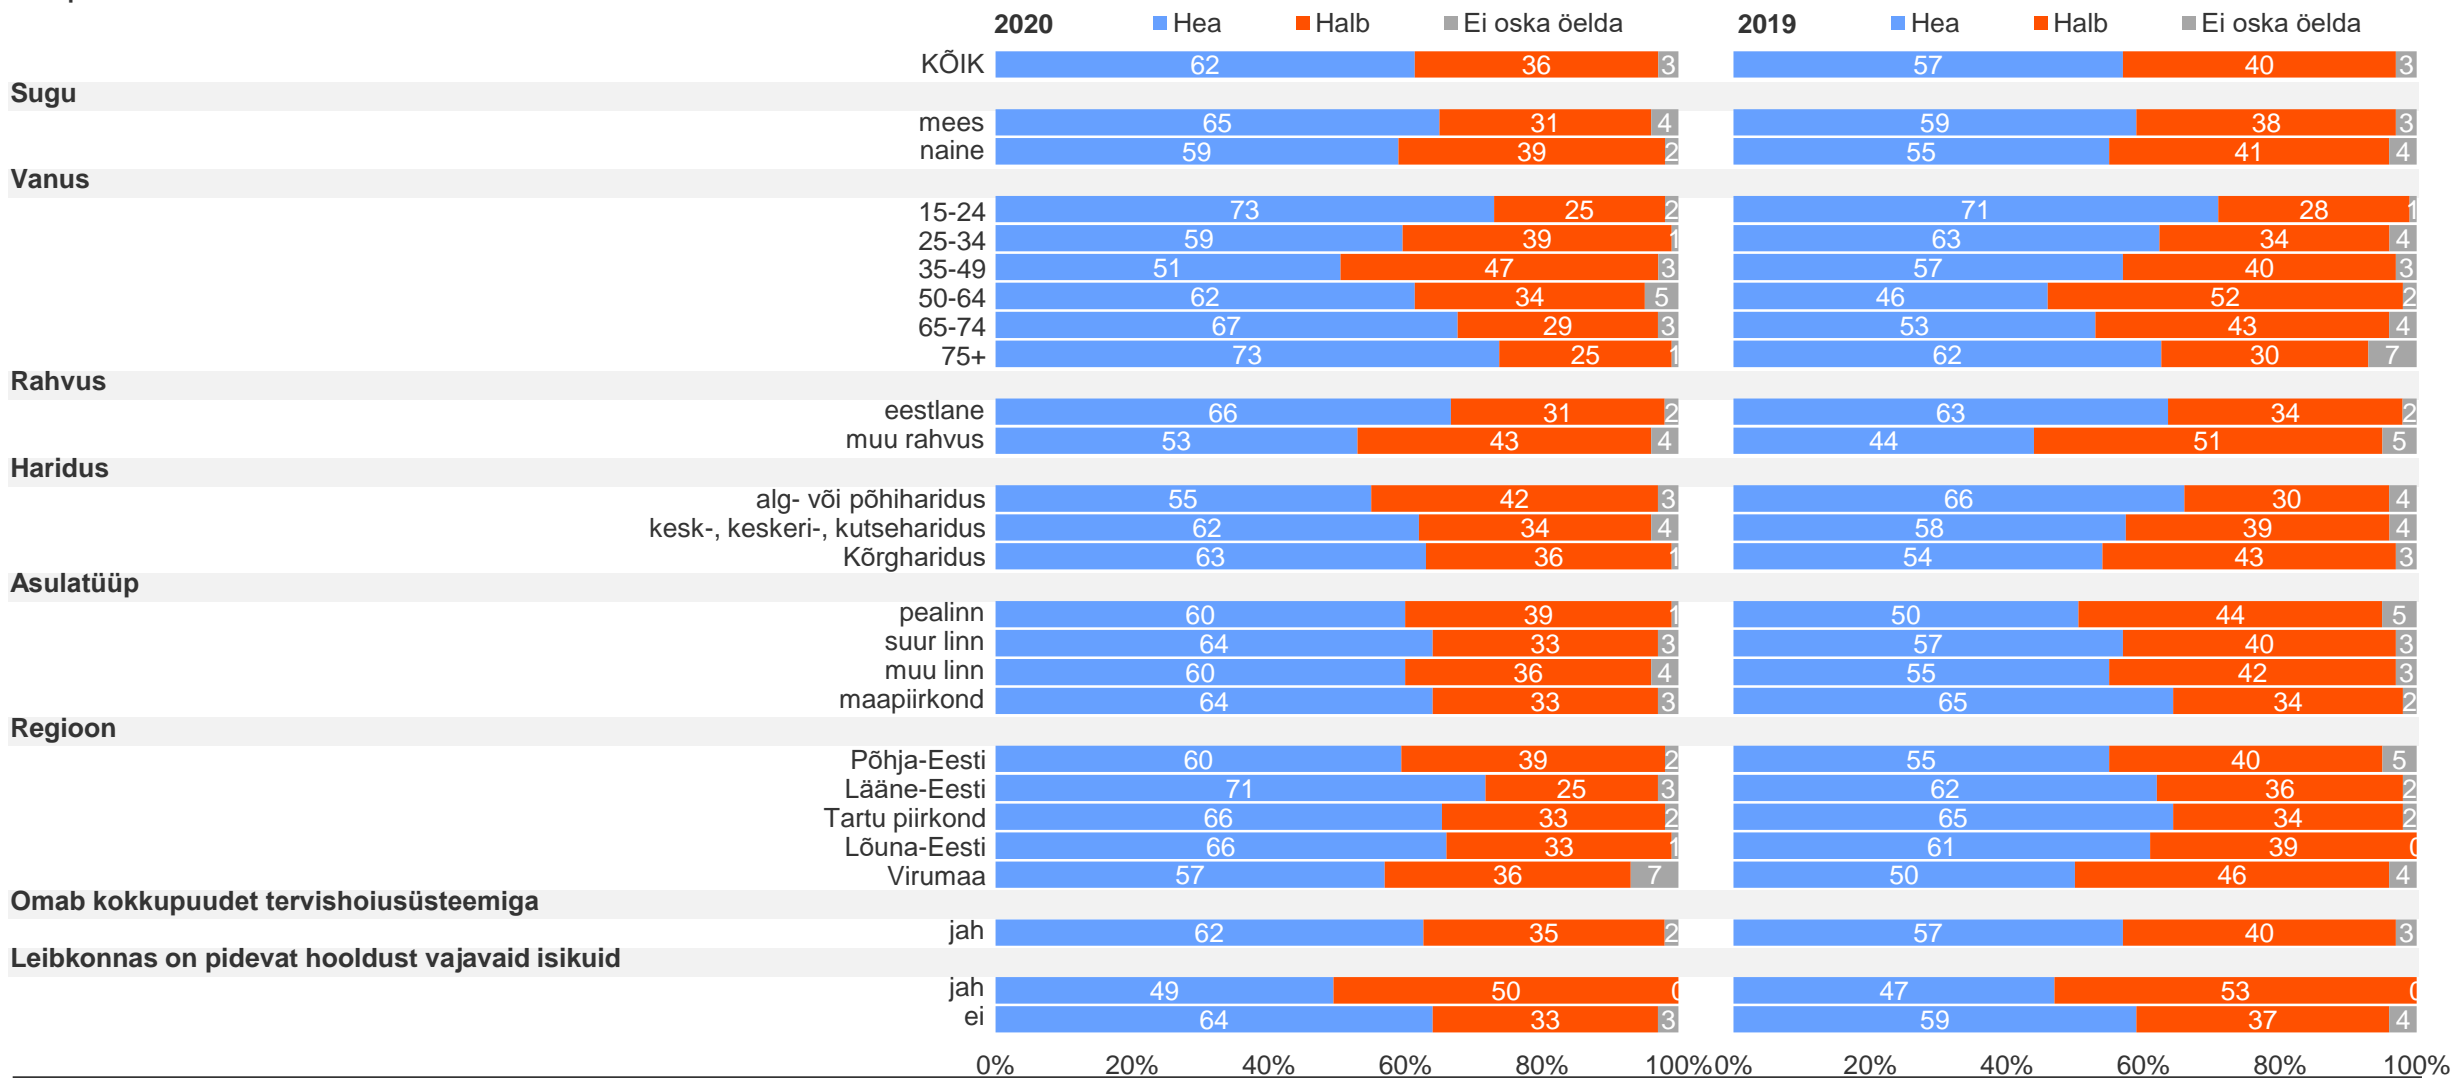 2020 Hea Halb Ei oska öelda 2019 Hea Halb Ei oska öelda
KÕIK 62 36 3 57 40 3
Sugu
mees 65 31 4 59 38 3
naine 59 39 2 55 41 4
Vanus
15-24 73 25 2 71 28 1
25-34 59 39 1 63 34 4
35-49 51 47 3 57 40 3
50-64 62 34 5 46 52 2
65-74 67 29 3 53 43 4
75+ 73 25 1 62 30 7
Rahvus
eestlane 66 31 2 63 34 2
muu rahvus 53 43 4 44 51 5
Haridus
alg- või põhiharidus 55 42 3 66 30 4
kesk-, keskeri-, kutseharidus 62 34 4 58 39 4
Kõrgharidus 63 36 1 54 43 3
Asulatüüp
pealinn 60 39 1 50 44 5
suur linn 64 33 3 57 40 3
muu linn 60 36 4 55 42 3
maapiirkond 64 33 3 65 34 2
Regioon
Põhja-Eesti 60 39 2 55 40 5
Lääne-Eesti 71 25 3 62 36 2
Tartu piirkond 66 33 2 65 34 2
Lõuna-Eesti 66 33 1 61 39 0
Virumaa 57 36 7 50 46 4
Omab kokkupuudet tervishoiusüsteemiga
jah 62 35 2 57 40 3
Leibkonnas on pidevat hooldust vajavaid isikuid
jah 49 50 0 47 53 0
ei 64 33 3 59 37 4
0% 20% 40% 60% 80% 100% 0% 20% 40% 60% 80% 100%